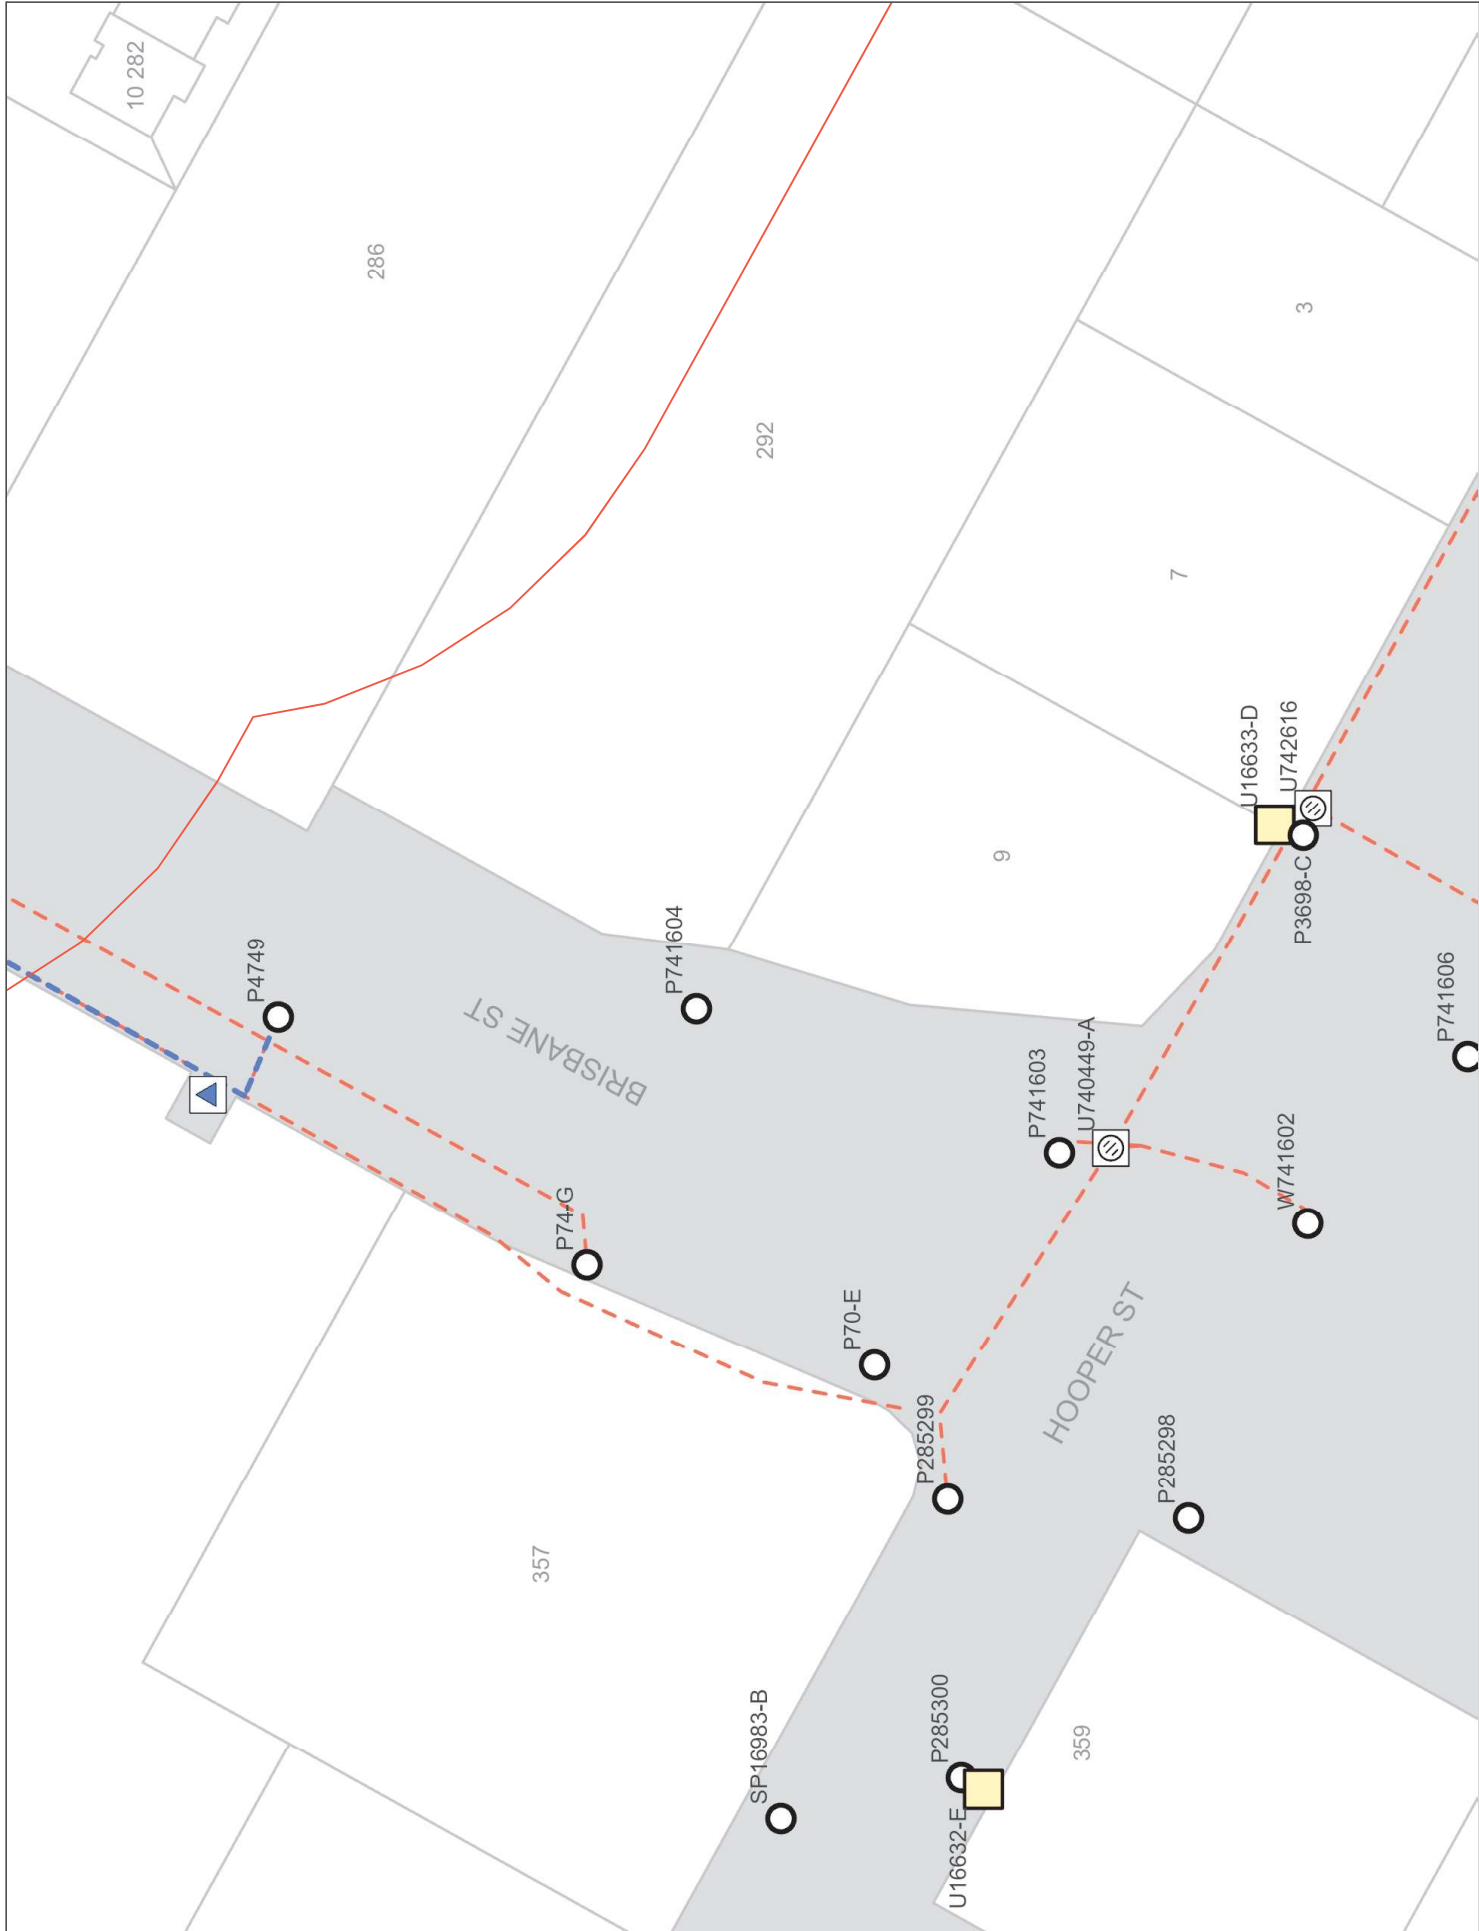 10 282
286
292
3
7
9
U16633-D
U742616
P3698-C
P4749
P741604
BRISBANE ST
P741603
U740449-A
P741606
W741602
P74-G
P70-E
HOOPER ST
P285299
P285298
357
SP16983-B
P285300
U16632-E
359